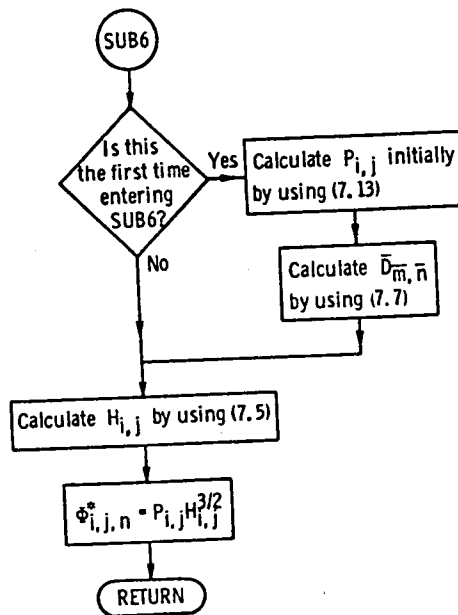 SUB6
Is this
the first time
entering
SUB6?
Yes
Calculate P_{i,j} initially
by using (7.13)
No
Calculate D̅_{m̅,n̅}
by using (7.7)
Calculate H_{i,j} by using (7.5)
Φ*_{i,j,n} = P_{i,j}H^{3/2}_{i,j}
RETURN